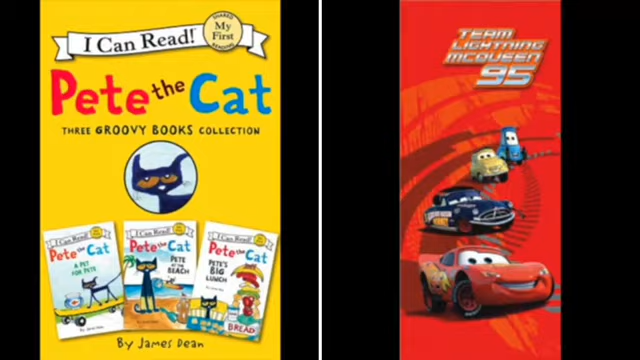 I Can Read!
SHARED
My
First
READING
Pete the Cat
THREE GROOVY BOOKS COLLECTION
I Can Read!
Pete the Cat
A PET
FOR PETE
I Can Read!
Pete the Cat
PETE
AT THE
BEACH
I Can Read!
Pete the Cat
PETE'S
BIG
LUNCH
BREAD
By James Dean
TEAM
LIGHTNING
MCQUEEN
95